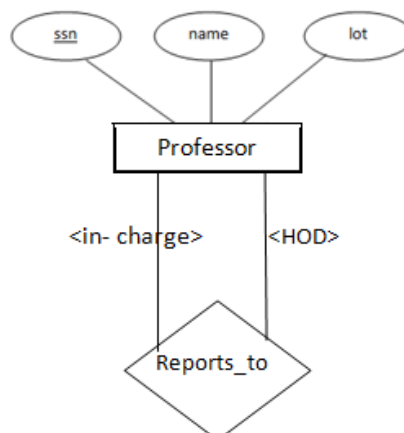 ssn
name
lot
Professor
<in- charge>
<HOD>
Reports_to